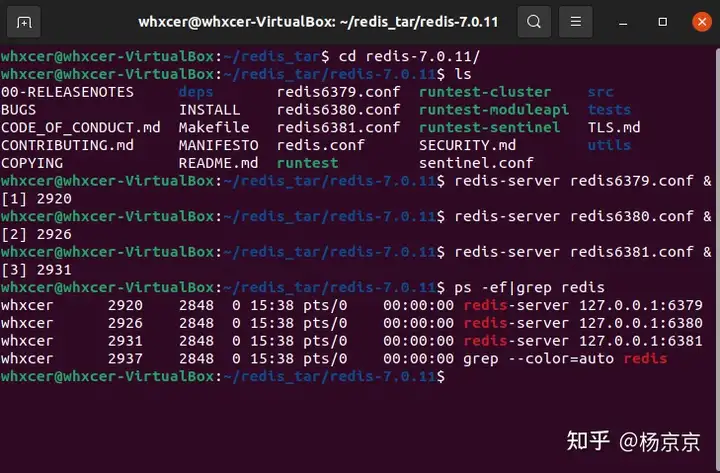 whxcer@whxcer-VirtualBox: ~/redis_tar/redis-7.0.11
whxcer@whxcer-VirtualBox:~/redis_tar$ cd redis-7.0.11/
whxcer@whxcer-VirtualBox:~/redis_tar/redis-7.0.11$ ls
00-RELEASENOTES deps redis6379.conf runtest-cluster src
BUGS INSTALL redis6380.conf runtest-moduleapi tests
CODE_OF_CONDUCT.md Makefile redis6381.conf runtest-sentinel TLS.md
CONTRIBUTING.md MANIFESTO redis.conf SECURITY.md utils
COPYING README.md runtest sentinel.conf
whxcer@whxcer-VirtualBox:~/redis_tar/redis-7.0.11$ redis-server redis6379.conf &
[1] 2920
whxcer@whxcer-VirtualBox:~/redis_tar/redis-7.0.11$ redis-server redis6380.conf &
[2] 2926
whxcer@whxcer-VirtualBox:~/redis_tar/redis-7.0.11$ redis-server redis6381.conf &
[3] 2931
whxcer@whxcer-VirtualBox:~/redis_tar/redis-7.0.11$ ps -ef|grep redis
whxcer 2920 2848 0 15:38 pts/0 00:00:00 redis-server 127.0.0.1:6379
whxcer 2926 2848 0 15:38 pts/0 00:00:00 redis-server 127.0.0.1:6380
whxcer 2931 2848 0 15:38 pts/0 00:00:00 redis-server 127.0.0.1:6381
whxcer 2937 2848 0 15:38 pts/0 00:00:00 grep --color=auto redis
whxcer@whxcer-VirtualBox:~/redis_tar/redis-7.0.11$
知乎 @杨京京